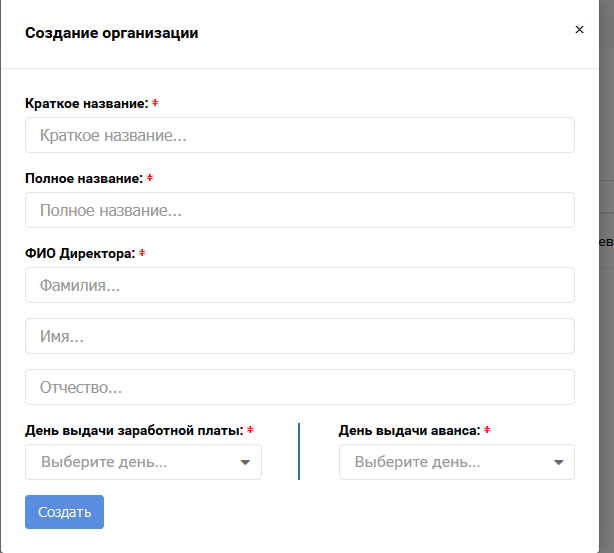 Создание организации ×
Краткое название: *
Краткое название...
Полное название: *
Полное название...
ев
ФИО Директора: *
Фамилия...
Имя...
Отчество...
День выдачи заработной платы: * День выдачи аванса: *
Выберите день... Выберите день...
Создать